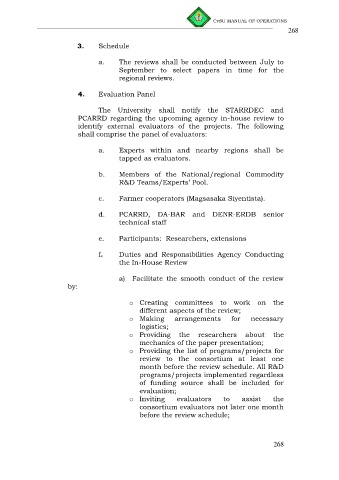 CvSU MANUAL OF OPERATIONS
268
3. Schedule
a. The reviews shall be conducted between July to
September to select papers in time for the
regional reviews.
4. Evaluation Panel
The University shall notify the STARRDEC and
PCARRD regarding the upcoming agency in-house review to
identify external evaluators of the projects. The following
shall comprise the panel of evaluators:
a. Experts within and nearby regions shall be
tapped as evaluators.
b. Members of the National/regional Commodity
R&D Teams/Experts' Pool.
c. Farmer cooperators (Magsasaka Siyentista).
d. PCARRD, DA-BAR and DENR-ERDB senior
technical staff
e. Participants: Researchers, extensions
f. Duties and Responsibilities Agency Conducting
the In-House Review
a) Facilitate the smooth conduct of the review
by:
o Creating committees to work on the
different aspects of the review;
o Making arrangements for necessary
logistics;
o Providing the researchers about the
mechanics of the paper presentation;
o Providing the list of programs/projects for
review to the consortium at least one
month before the review schedule. All R&D
programs/projects implemented regardless
of funding source shall be included for
evaluation;
o Inviting evaluators to assist the
consortium evaluators not later one month
before the review schedule;
268